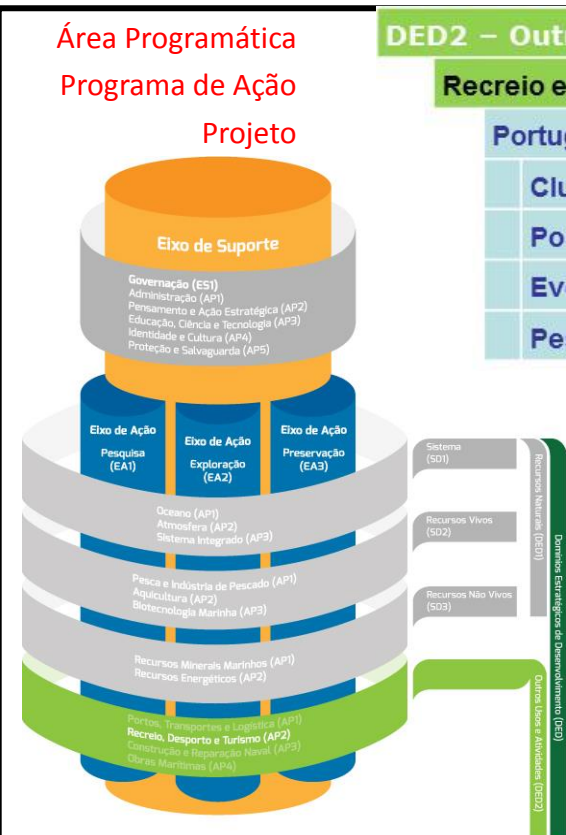 Área Programática
Programa de Ação
Projeto
DED2 – Outr
Recreio e
Portug
Clu
Po
Eve
Pes
Eixo de Suporte
Governação (ES1)
Administração (AP1)
Pensamento e Ação Estratégica (AP2)
Educação, Ciência e Tecnologia (AP3)
Identidade e Cultura (AP4)
Proteção e Salvaguarda (AP5)
Eixo de Ação
Pesquisa
(EA1)
Eixo de Ação
Exploração
(EA2)
Eixo de Ação
Preservação
(EA3)
Oceano (AP1)
Atmosfera (AP2)
Sistema Integrado (AP3)
Pesca e Indústria de Pescado (AP1)
Aquicultura (AP2)
Biotecnologia Marinha (AP3)
Recursos Minerais Marinhos (AP1)
Recursos Energéticos (AP2)
Portos, Transportes e Logística (AP1)
Recreio, Desporto e Turismo (AP2)
Construção e Reparação Naval (AP3)
Obras Marítimas (AP4)
Sistema
(SD1)
Recursos Vivos
(SD2)
Recursos Não Vivos
(SD3)
Recursos Naturais (DED1)
Outros Usos e Atividades (DED2)
Domínios Estratégicos de Desenvolvimento (DED)